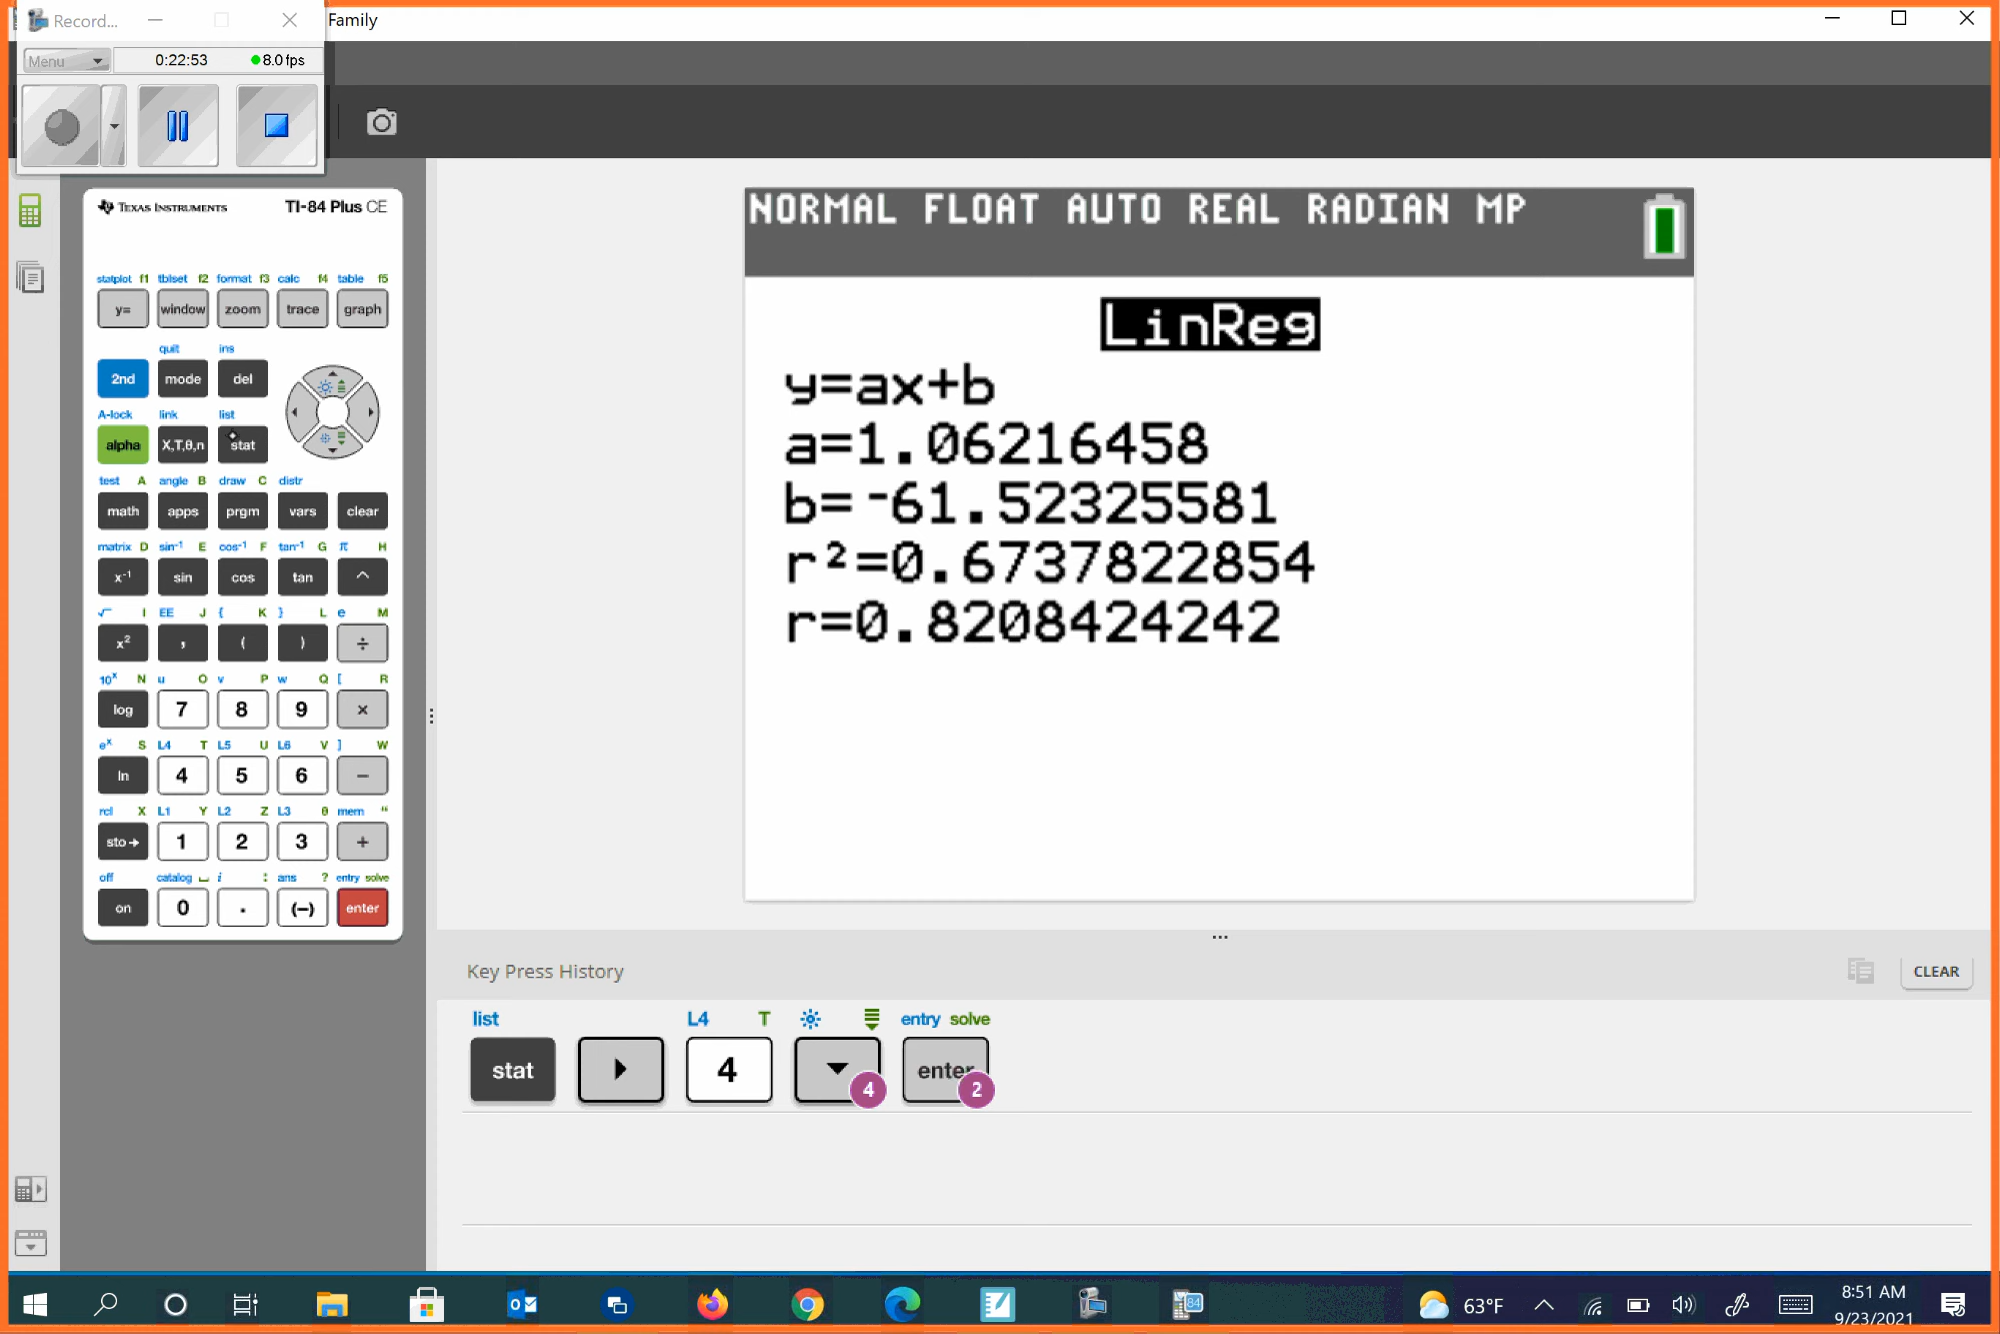 Record...
Family
Menu
0:22:53
8.0 fps
TEXAS INSTRUMENTS TI-84 Plus CE
statplot f1 tblset f2 format f3 calc f4 table f5
y= window zoom trace graph
quit ins
2nd mode del
A-lock link list
alpha X,T,θ,n stat
test A angle B draw C distr
math apps prgm vars clear
matrix D sin⁻¹ E cos⁻¹ F tan⁻¹ G π H
x⁻¹ sin cos tan ^
√ I EE J { K } L e M
x² , ( ) ÷
10ˣ N u O v P w Q [ R
log 7 8 9 ×
eˣ S L4 T L5 U L6 V ] W
ln 4 5 6 −
rcl X L1 Y L2 Z L3 θ mem "
sto→ 1 2 3 +
off catalog ⎵ i : ans ? entry solve
on 0 . (−) enter
NORMAL FLOAT AUTO REAL RADIAN MP
LinReg
y=ax+b
a=1.06216458
b=-61.52325581
r²=0.6737822854
r=0.8208424242
Key Press History
CLEAR
list L4 T entry solve
stat 4 4 enter 2
84
63°F
8:51 AM
9/23/2021